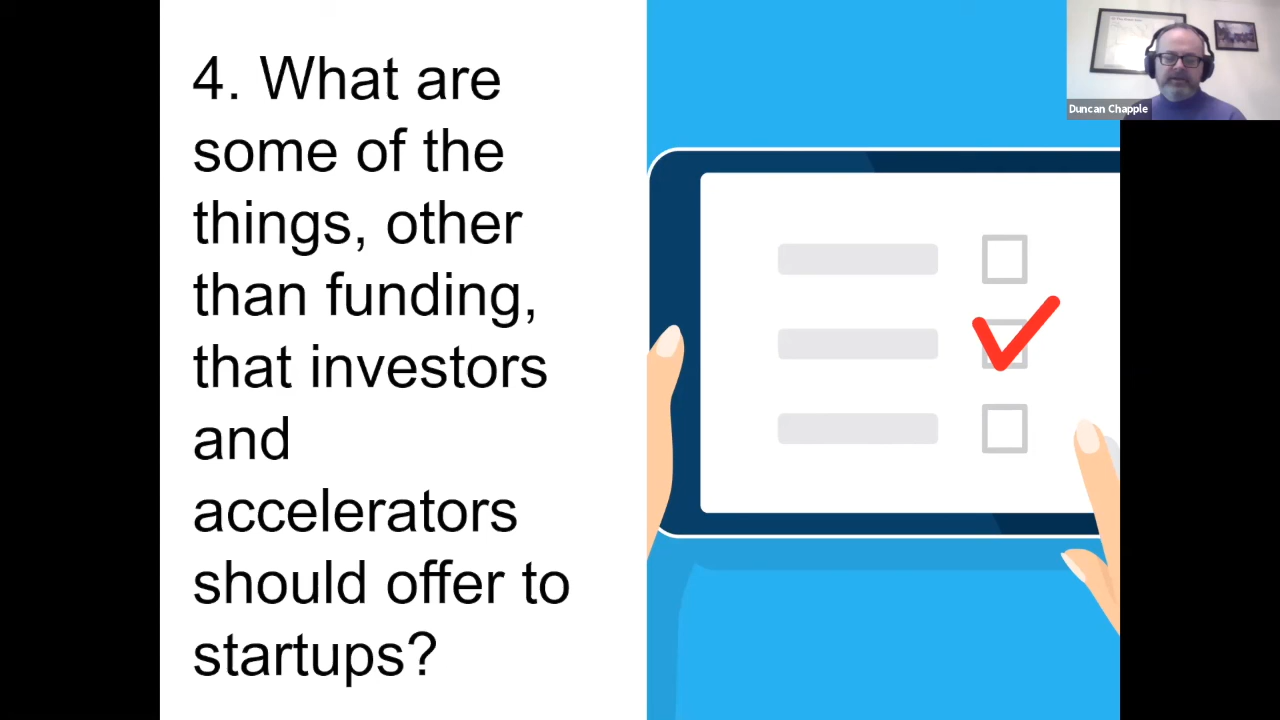 4. What are
some of the
things, other
than funding,
that investors
and
accelerators
should offer to
startups?
Duncan Chapple